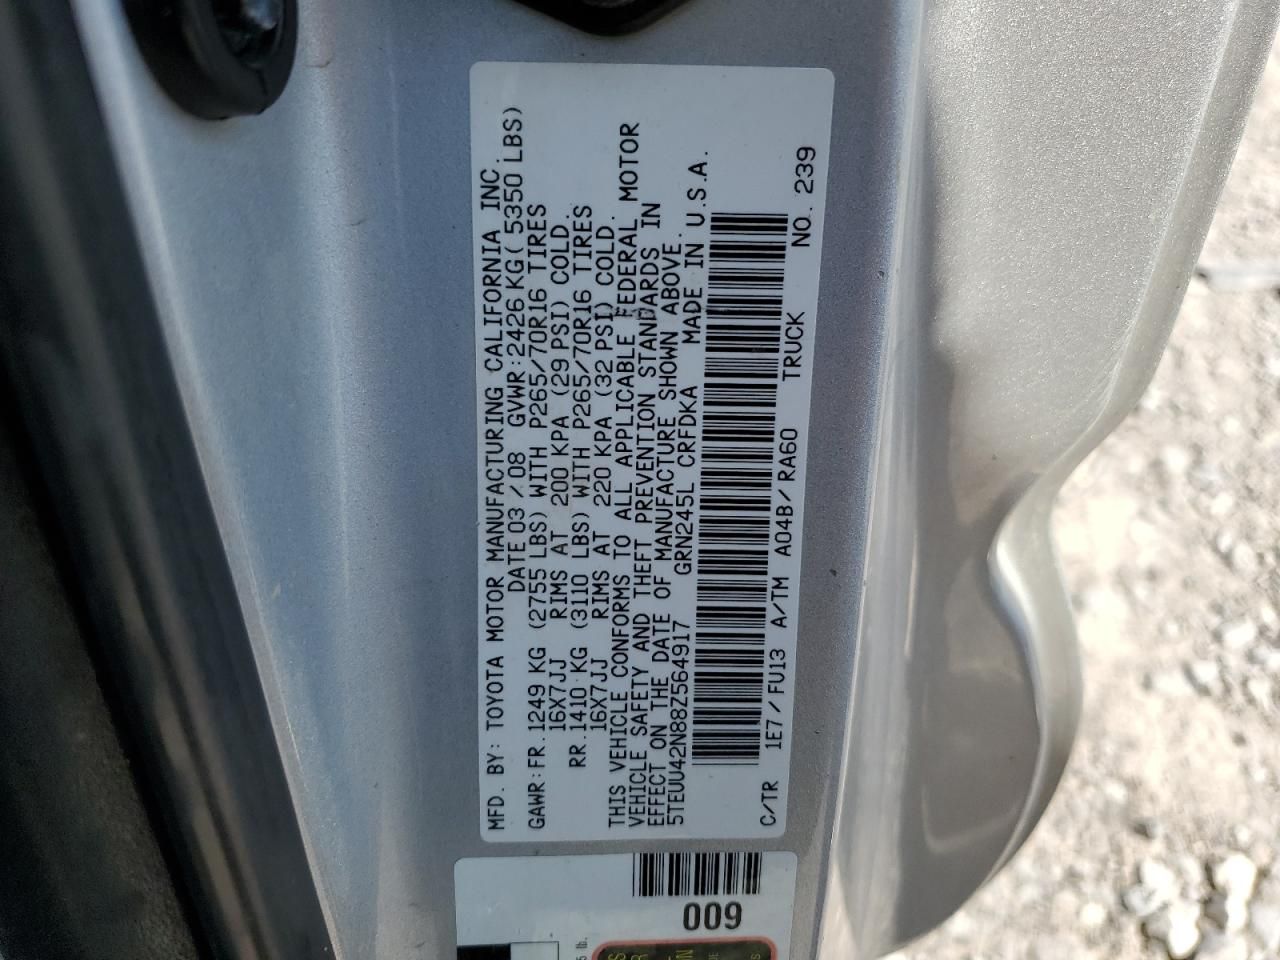 MFD. BY: TOYOTA MOTOR MANUFACTURING CALIFORNIA INC.
DATE 03/08 GVWR:2426 KG( 5350 LBS)
GAWR:FR. 1249 KG (2755 LBS) WITH P265/70R16 TIRES
16X7JJ RIMS AT 200 KPA (29 PSI) COLD.
RR. 1410 KG (3110 LBS) WITH P265/70R16 TIRES
16X7JJ RIMS AT 220 KPA (32 PSI) COLD.
THIS VEHICLE CONFORMS TO ALL APPLICABLE FEDERAL MOTOR
VEHICLE SAFETY AND THEFT PREVENTION STANDARDS IN
EFFECT ON THE DATE OF MANUFACTURE SHOWN ABOVE.
5TEUU42N88Z564917 GRN245L CRFDKA MADE IN U.S.A.
C/TR 1E7/FU13 A/TM A04B/RA60 TRUCK NO. 239
009